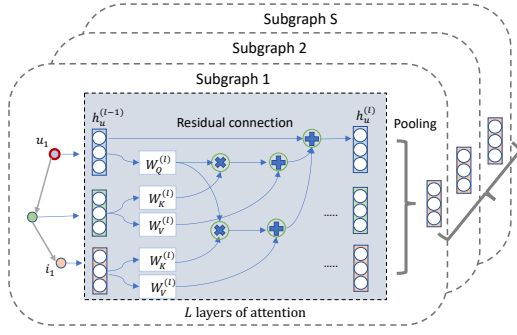 Subgraph S
Subgraph 2
Subgraph 1
h_u^{(l-1)}
Residual connection
h_u^{(l)}
Pooling
u_1
W_Q^{(l)}
W_K^{(l)}
W_V^{(l)}
.....
W_K^{(l)}
i_1
W_V^{(l)}
.....
L layers of attention